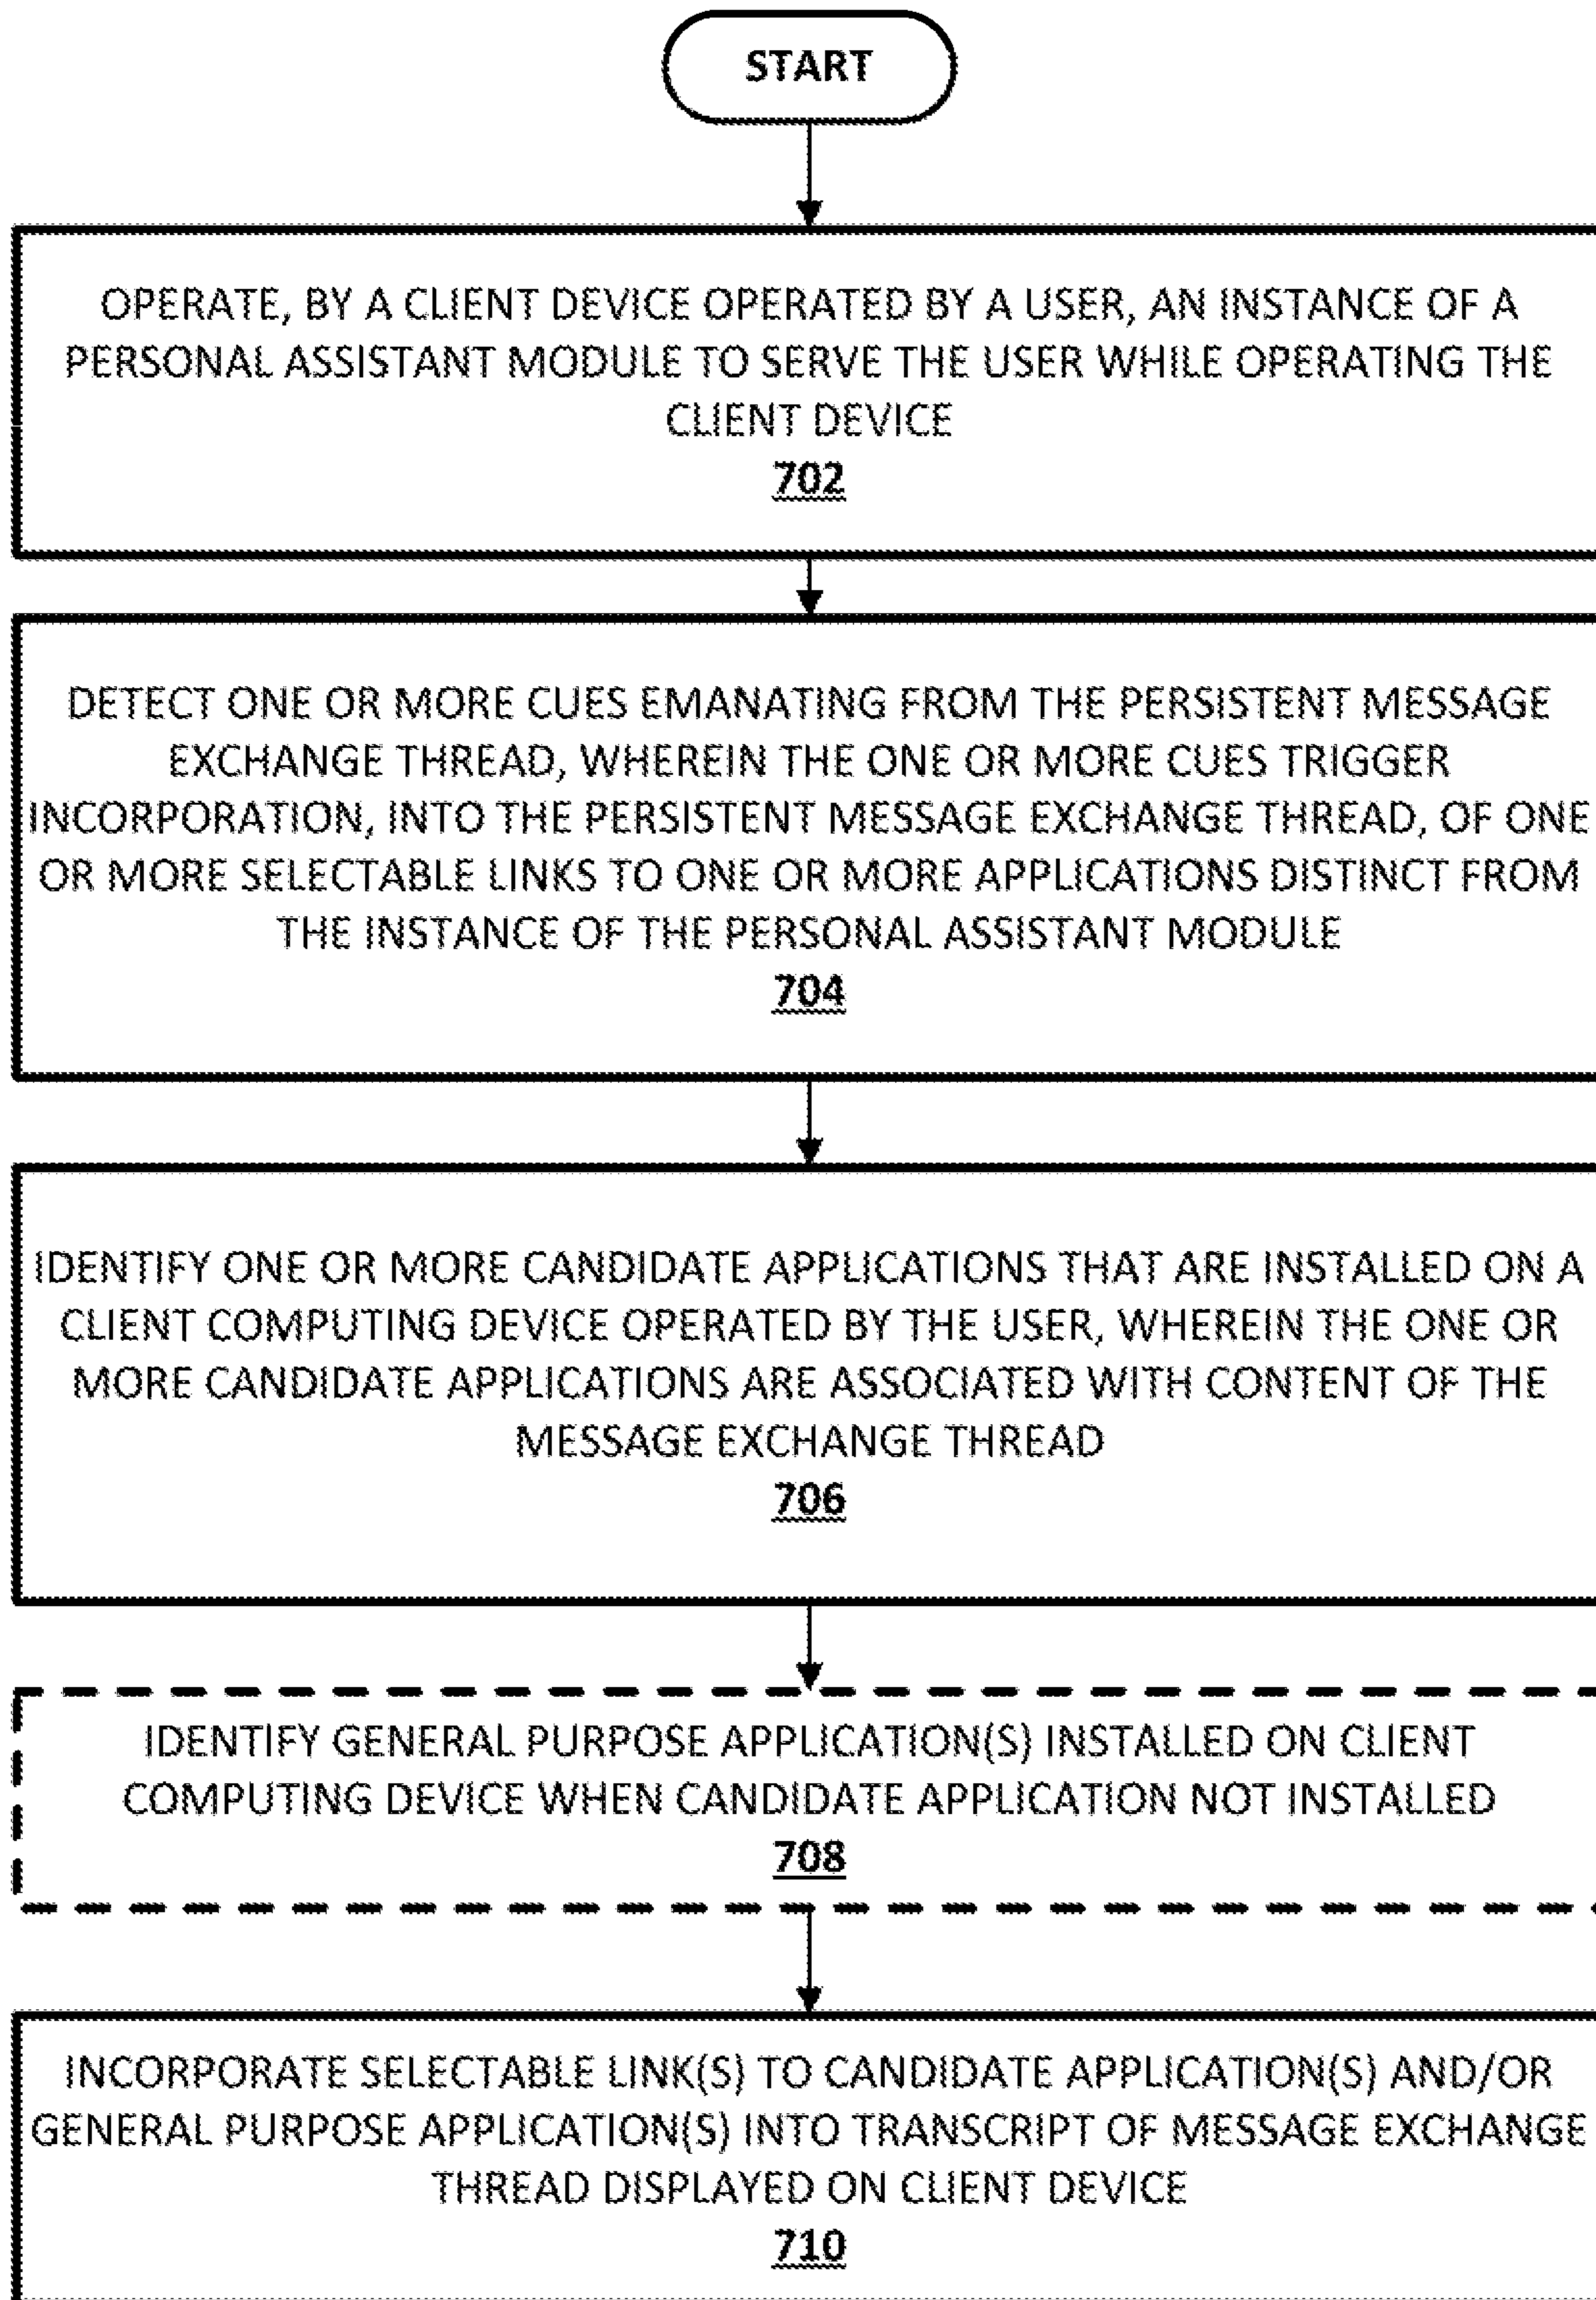 START
OPERATE, BY A CLIENT DEVICE OPERATED BY A USER, AN INSTANCE OF A
PERSONAL ASSISTANT MODULE TO SERVE THE USER WHILE OPERATING THE
CLIENT DEVICE
702
DETECT ONE OR MORE CUES EMANATING FROM THE PERSISTENT MESSAGE
EXCHANGE THREAD, WHEREIN THE ONE OR MORE CUES TRIGGER
INCORPORATION, INTO THE PERSISTENT MESSAGE EXCHANGE THREAD, OF ONE
OR MORE SELECTABLE LINKS TO ONE OR MORE APPLICATIONS DISTINCT FROM
THE INSTANCE OF THE PERSONAL ASSISTANT MODULE
704
IDENTIFY ONE OR MORE CANDIDATE APPLICATIONS THAT ARE INSTALLED ON A
CLIENT COMPUTING DEVICE OPERATED BY THE USER, WHEREIN THE ONE OR
MORE CANDIDATE APPLICATIONS ARE ASSOCIATED WITH CONTENT OF THE
MESSAGE EXCHANGE THREAD
706
IDENTIFY GENERAL PURPOSE APPLICATION(S) INSTALLED ON CLIENT
COMPUTING DEVICE WHEN CANDIDATE APPLICATION NOT INSTALLED
708
INCORPORATE SELECTABLE LINK(S) TO CANDIDATE APPLICATION(S) AND/OR
GENERAL PURPOSE APPLICATION(S) INTO TRANSCRIPT OF MESSAGE EXCHANGE
THREAD DISPLAYED ON CLIENT DEVICE
710